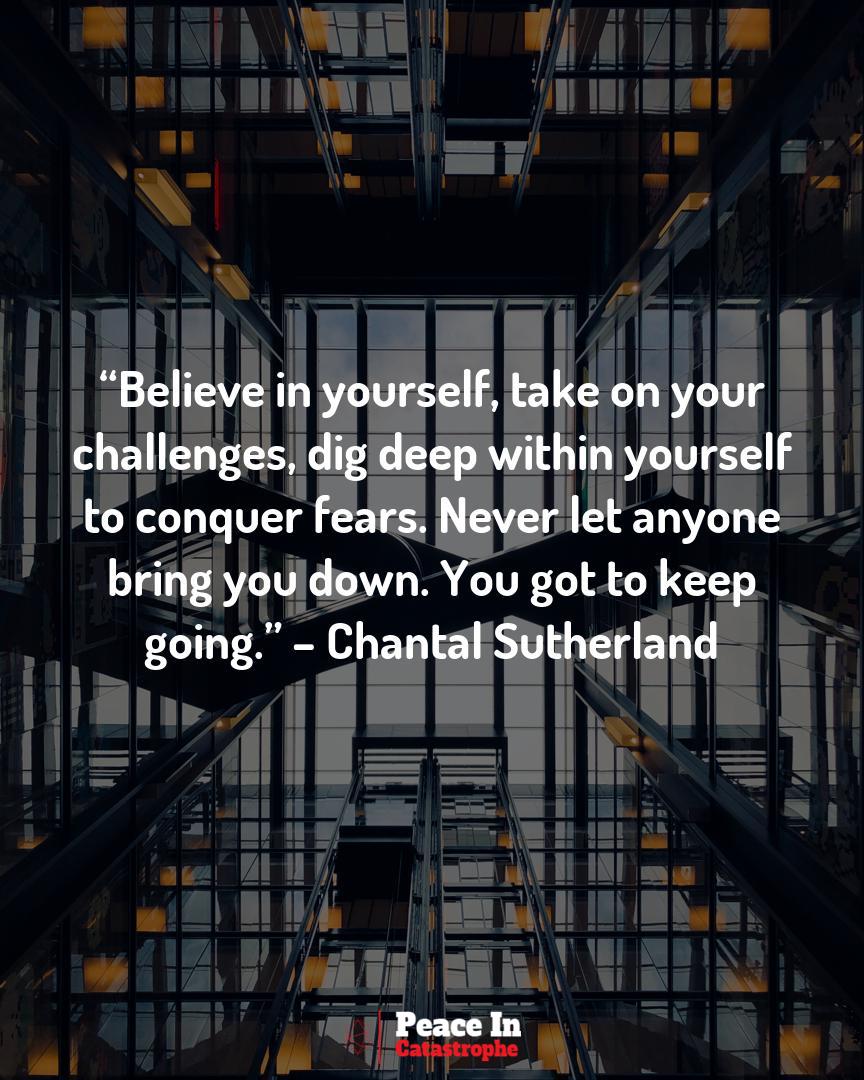 “Believe in yourself, take on your
challenges, dig deep within yourself
to conquer fears. Never let anyone
bring you down. You got to keep
going.” – Chantal Sutherland
Peace In
Catastrophe